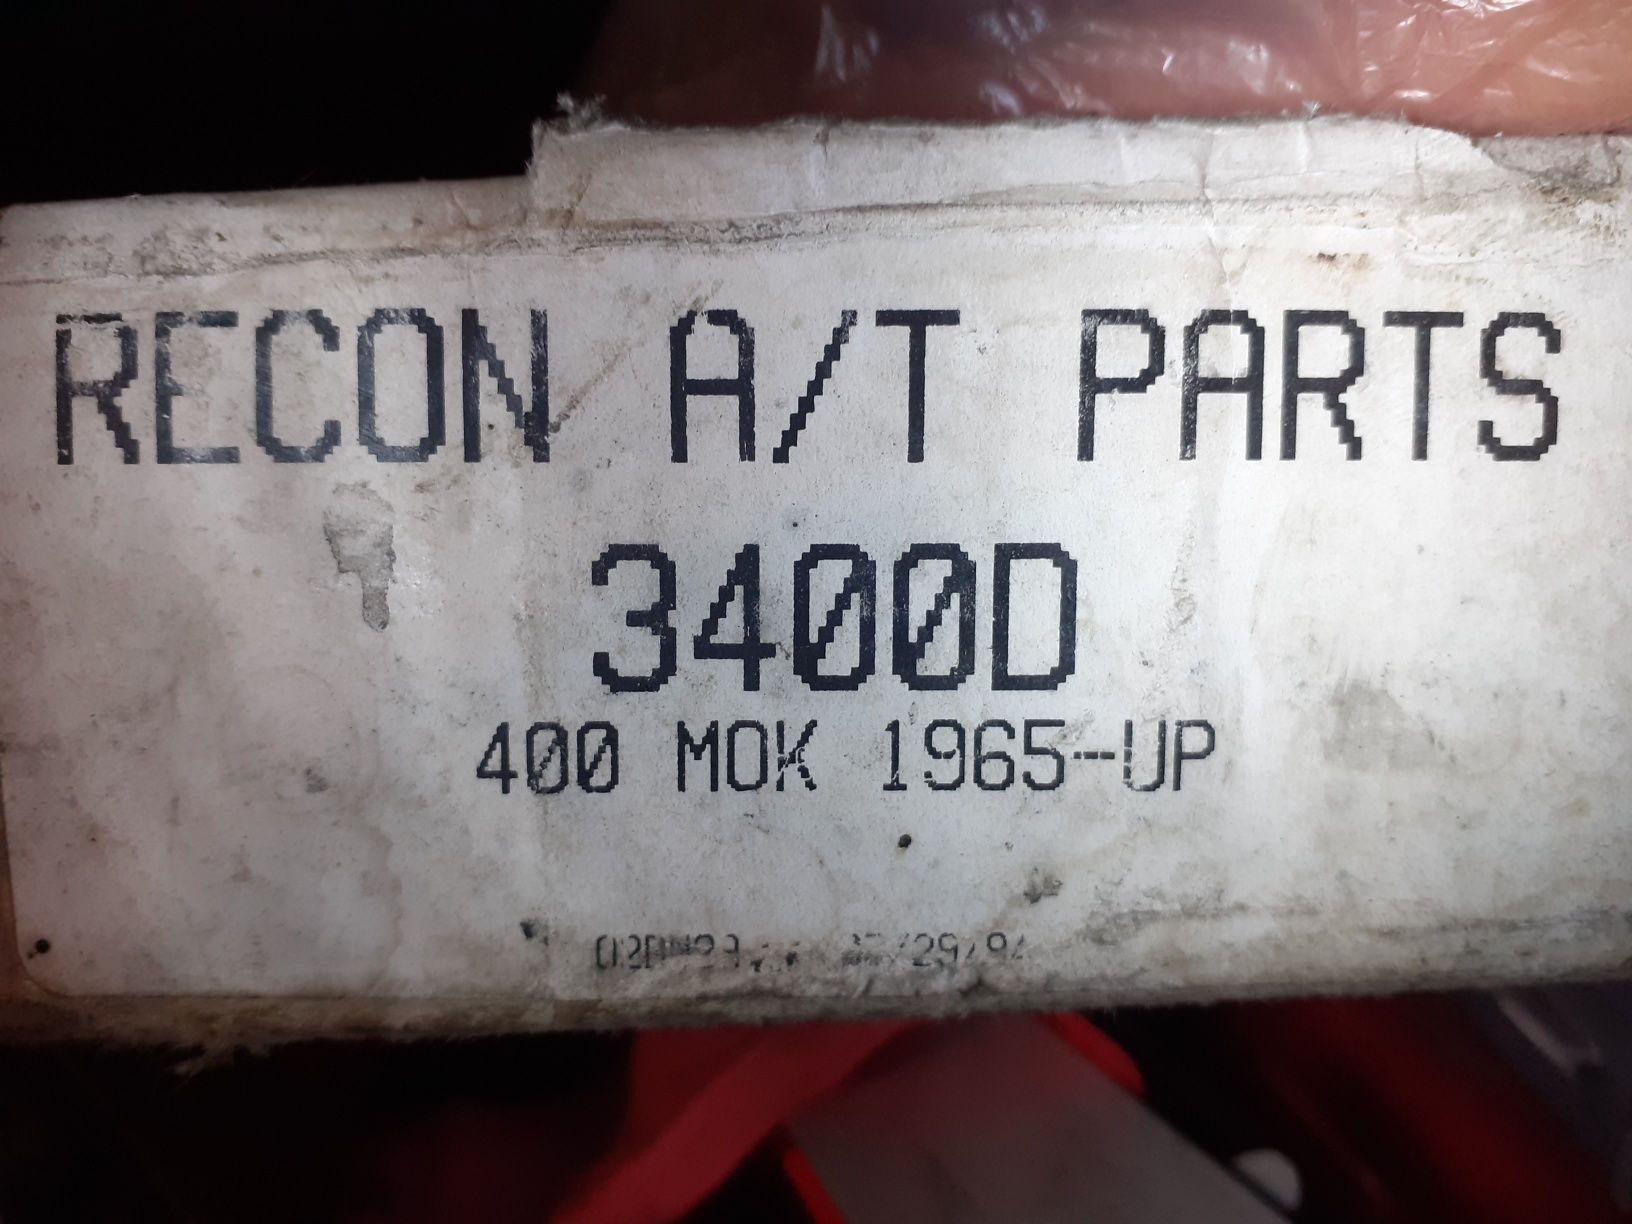 RECON A/T PARTS
3400D
400 MOK 1965-UP